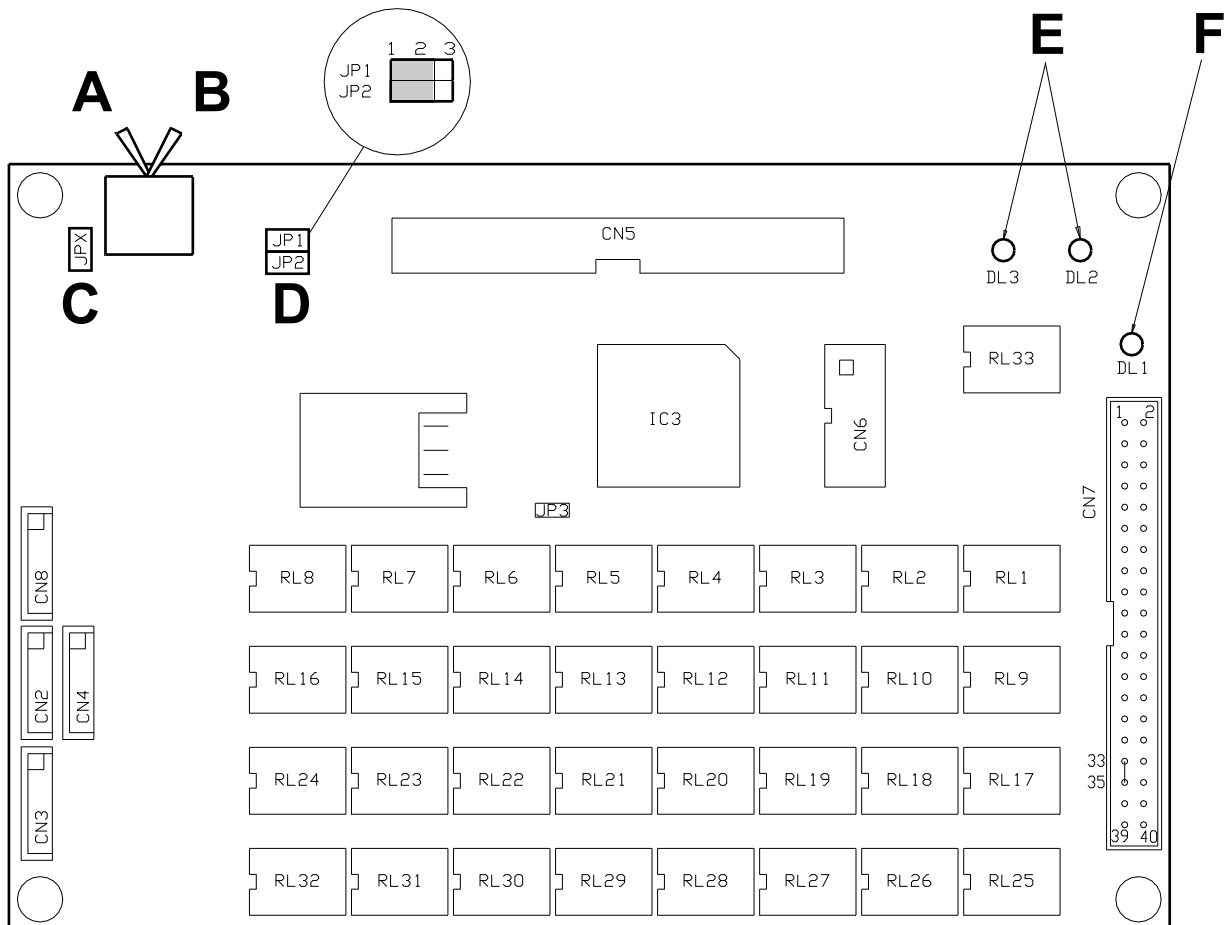 E F
A B
1 2 3
JP1
JP2
JPX
JP1
JP2
C
D
CN5
DL3 DL2
DL1
RL33
IC3
CN6
JP3
1 2
CN7
33
35
39 40
CN8
CN2
CN4
CN3
RL8 RL7 RL6 RL5 RL4 RL3 RL2 RL1
RL16 RL15 RL14 RL13 RL12 RL11 RL10 RL9
RL24 RL23 RL22 RL21 RL20 RL19 RL18 RL17
RL32 RL31 RL30 RL29 RL28 RL27 RL26 RL25